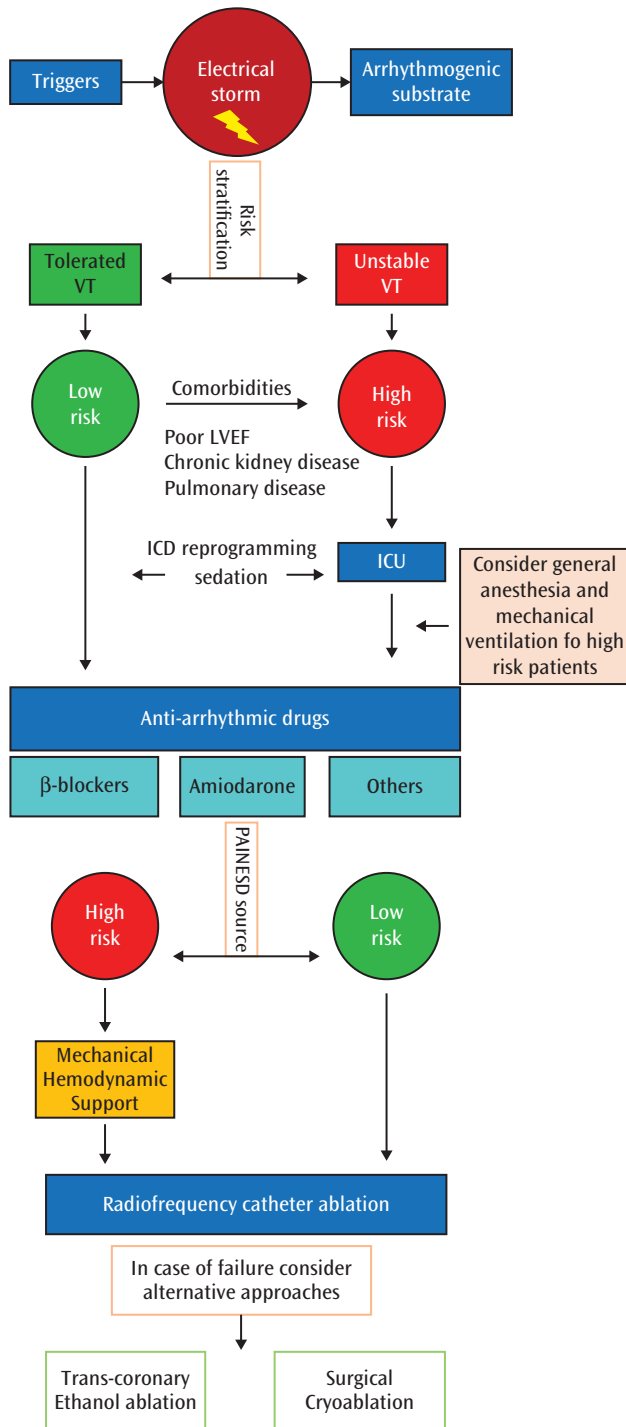 Triggers
Electrical
storm
Arrhythmogenic
substrate
Risk
stratification
Tolerated
VT
Unstable
VT
Low
risk
Comorbidities
High
risk
Poor LVEF
Chronic kidney disease
Pulmonary disease
ICD reprogramming
sedation
ICU
Consider general
anesthesia and
mechanical
ventilation fo high
risk patients
Anti-arrhythmic drugs
β-blockers
Amiodarone
Others
PAINESD source
High
risk
Low
risk
Mechanical
Hemodynamic
Support
Radiofrequency catheter ablation
In case of failure consider
alternative approaches
Trans-coronary
Ethanol ablation
Surgical
Cryoablation